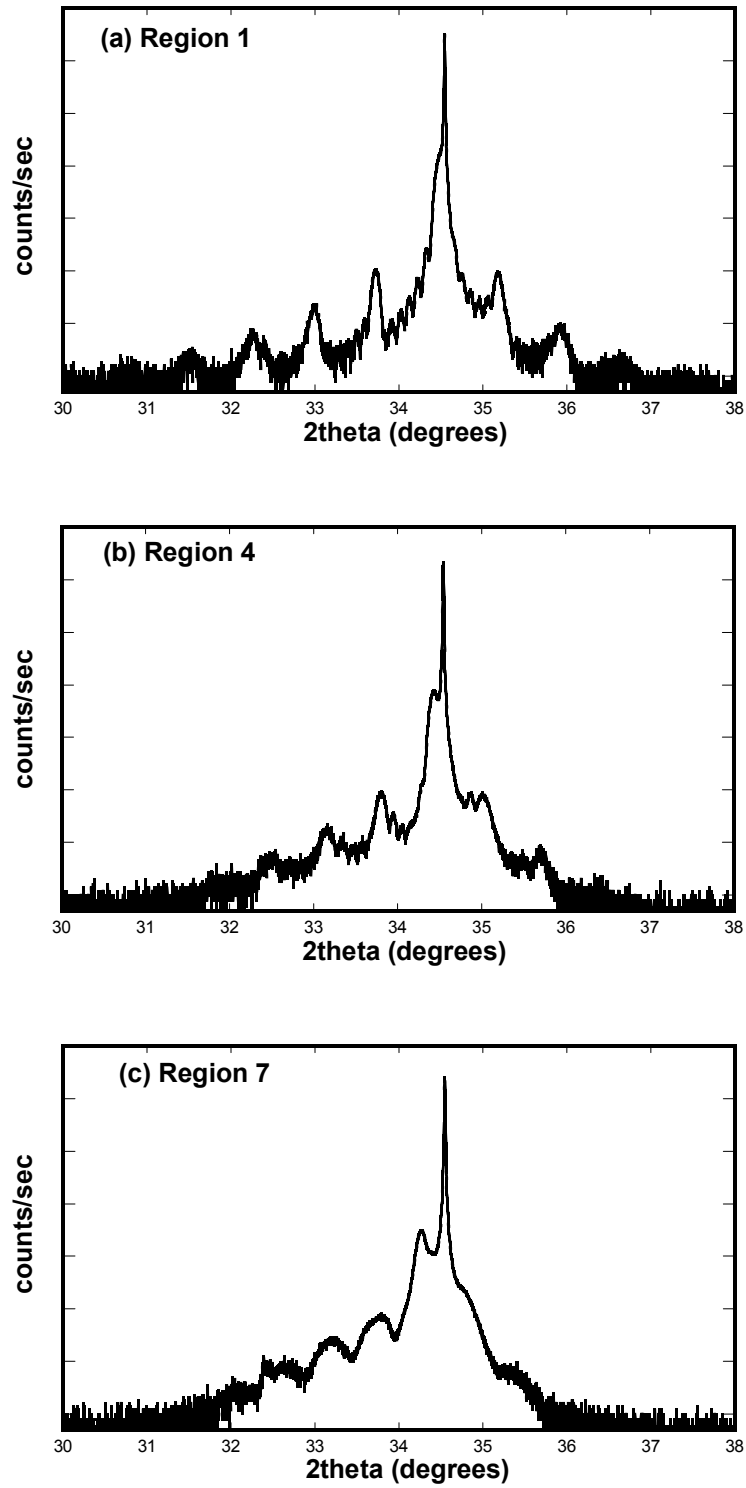 (a) Region 1
counts/sec
30 31 32 33 34 35 36 37 38
2theta (degrees)
(b) Region 4
counts/sec
30 31 32 33 34 35 36 37 38
2theta (degrees)
(c) Region 7
counts/sec
30 31 32 33 34 35 36 37 38
2theta (degrees)